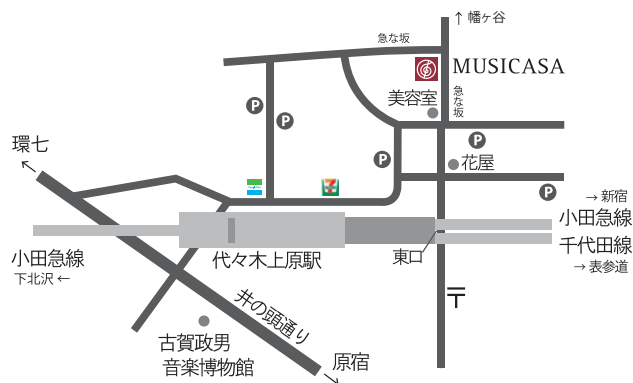 ↑ 幡ヶ谷
急な坂
MUSICASA
急な坂
美容室
P
P
P
P
花屋
環七
←
7
P
→ 新宿
小田急線
小田急線
千代田線
代々木上原駅
東口
下北沢 ←
→ 表参道
井の頭通り
〒
古賀政男
音楽博物館
原宿
→